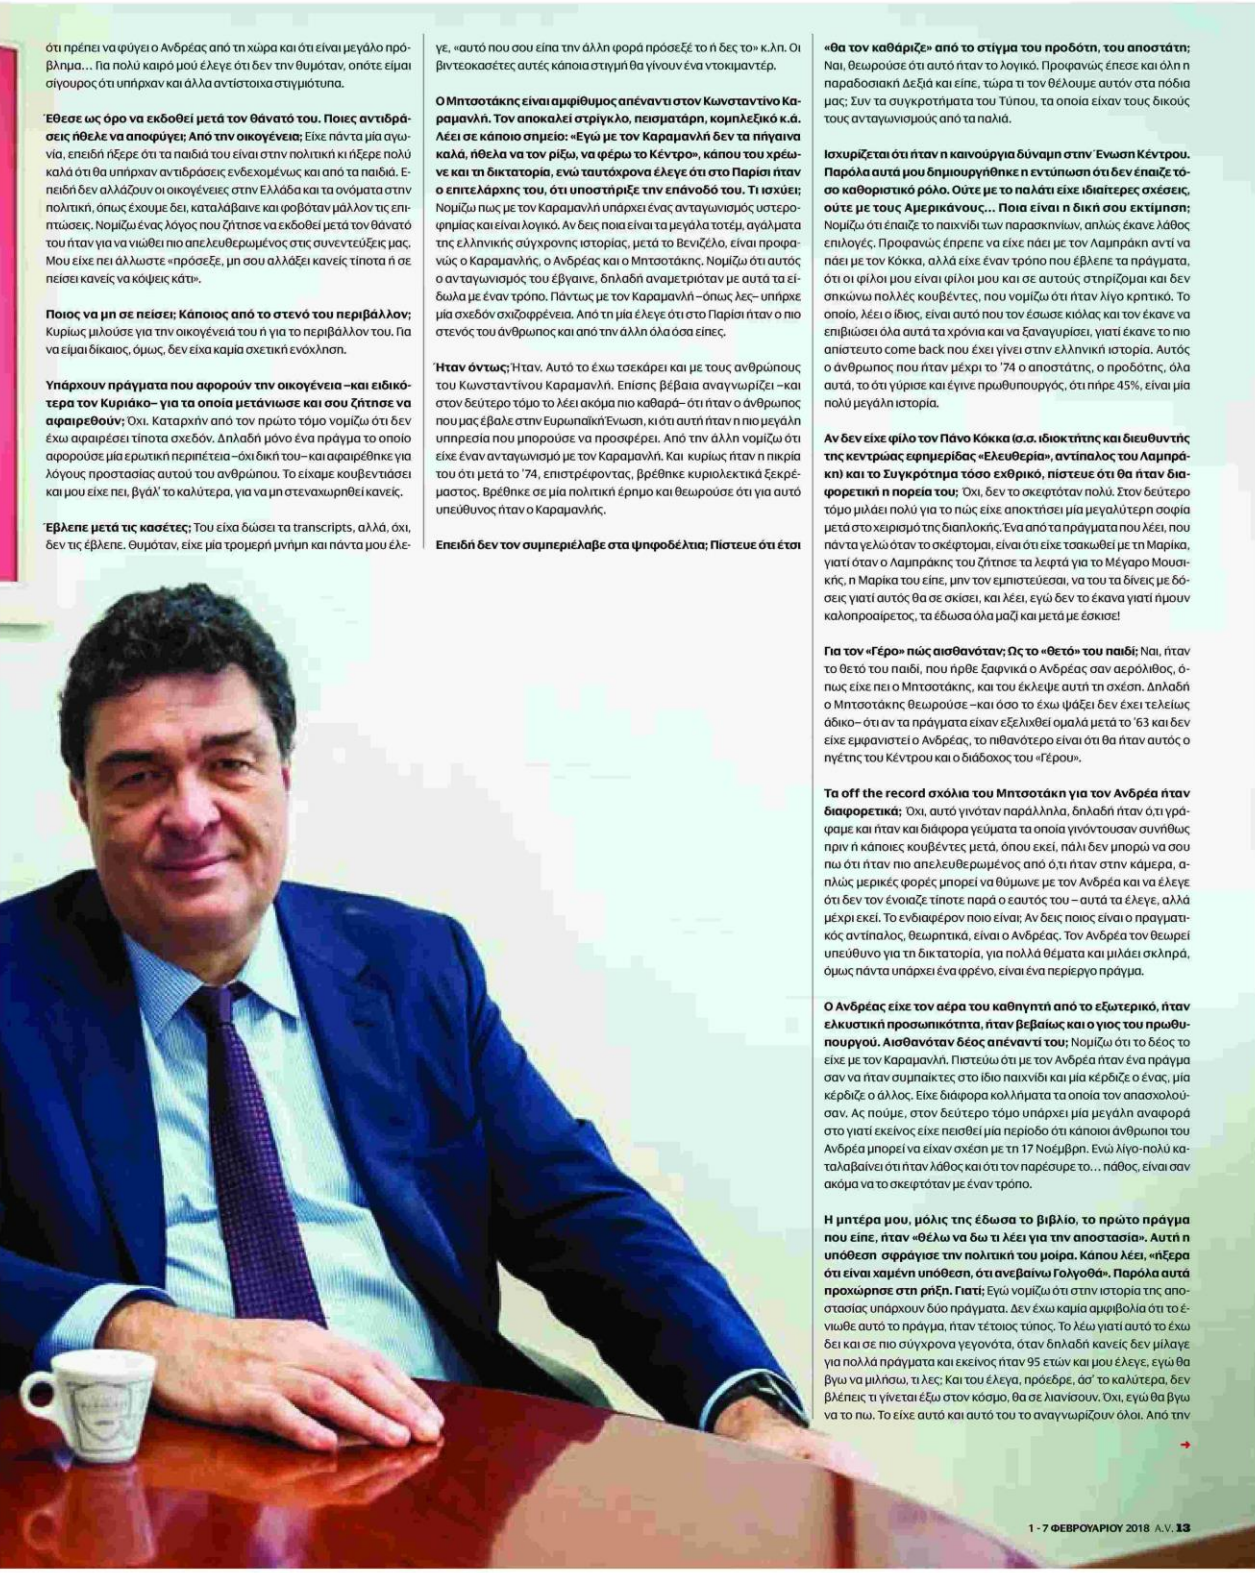 ότι πρέπει να φύγει ο Ανδρέας από τη χώρα και ότι είναι μεγάλο πρό-
βλημα... Για πολύ καιρό μού έλεγε ότι δεν την θυμόταν, οπότε είμαι
σίγουρος ότι υπήρχαν και άλλα αντίστοιχα στιγμιότυπα.
Έθεσε ως όρο να εκδοθεί μετά τον θάνατό του. Ποιες αντιδρά-
σεις ήθελε να αποφύγει; Από την οικογένεια; Είχε πάντα μία αγω-
νία, επειδή ήξερε ότι τα παιδιά του είναι στην πολιτική κι ήξερε πολύ
καλά ότι θα υπήρχαν αντιδράσεις ενδεχομένως και από τα παιδιά. Ε-
πειδή δεν αλλάζουν οι οικογένειες στην Ελλάδα και τα ονόματα στην
πολιτική, όπως έχουμε δει, καταλάβαινε και φοβόταν μάλλον τις επι-
πτώσεις. Νομίζω ένας λόγος που ζήτησε να εκδοθεί μετά τον θάνατό
του ήταν για να νιώθει πιο απελευθερωμένος στις συνεντεύξεις μας.
Μου είχε πει άλλωστε «πρόσεξε, μη σου αλλάξει κανείς τίποτα ή σε
πείσει κανείς να κόψεις κάτι».
Ποιος να μη σε πείσει; Κάποιος από το στενό του περιβάλλον;
Κυρίως μιλούσε για την οικογένειά του ή για το περιβάλλον του. Για
να είμαι δίκαιος, όμως, δεν είχα καμία σχετική ενόχληση.
Υπάρχουν πράγματα που αφορούν την οικογένεια –και ειδικό-
τερα τον Κυριάκο– για τα οποία μετάνιωσε και σου ζήτησε να
αφαιρεθούν; Όχι. Καταρχήν από τον πρώτο τόμο νομίζω ότι δεν
έχω αφαιρέσει τίποτα σχεδόν. Δηλαδή μόνο ένα πράγμα το οποίο
αφορούσε μία ερωτική περιπέτεια –όχι δική του– και αφαιρέθηκε για
λόγους προστασίας αυτού του ανθρώπου. Το είχαμε κουβεντιάσει
και μου είχε πει, βγάλ' το καλύτερα, για να μη στεναχωρηθεί κανείς.
Έβλεπε μετά τις κασέτες; Του είχα δώσει τα transcripts, αλλά, όχι,
δεν τις έβλεπε. Θυμόταν, είχε μία τρομερή μνήμη και πάντα μου έλε-
γε, «αυτό που σου είπα την άλλη φορά πρόσεξέ το ή δες το» κ.λπ. Οι
βιντεοκασέτες αυτές κάποια στιγμή θα γίνουν ένα ντοκιμαντέρ.
Ο Μητσοτάκης είναι αμφίθυμος απέναντι στον Κωνσταντίνο Κα-
ραμανλή. Τον αποκαλεί στρίγκλο, πεισματάρη, κομπλεξικό κ.ά.
Λέει σε κάποιο σημείο: «Εγώ με τον Καραμανλή δεν τα πήγαινα
καλά, ήθελα να τον ρίξω, να φέρω το Κέντρο», κάπου του χρέω-
νε και τη δικτατορία, ενώ ταυτόχρονα έλεγε ότι στο Παρίσι ήταν
ο επιτελάρχης του, ότι υποστήριξε την επάνοδό του. Τι ισχύει;
Νομίζω πως με τον Καραμανλή υπάρχει ένας ανταγωνισμός υστερο-
φημίας και είναι λογικό. Αν δεις ποια είναι τα μεγάλα τοτέμ, αγάλματα
της ελληνικής σύγχρονης ιστορίας, μετά το Βενιζέλο, είναι προφα-
νώς ο Καραμανλής, ο Ανδρέας και ο Μητσοτάκης. Νομίζω ότι αυτός
ο ανταγωνισμός του έβγαινε, δηλαδή αναμετριόταν με αυτά τα εί-
δωλα με έναν τρόπο. Πάντως με τον Καραμανλή –όπως λες– υπήρχε
μία σχεδόν σχιζοφρένεια. Από τη μία έλεγε ότι στο Παρίσι ήταν ο πιο
στενός του άνθρωπος και από την άλλη όλα όσα είπες.
Ήταν όντως; Ήταν. Αυτό το έχω τσεκάρει και με τους ανθρώπους
του Κωνσταντίνου Καραμανλή. Επίσης βέβαια αναγνωρίζει –και
στον δεύτερο τόμο το λέει ακόμα πιο καθαρά– ότι ήταν ο άνθρωπος
που μας έβαλε στην Ευρωπαϊκή Ένωση, κι ότι αυτή ήταν η πιο μεγάλη
υπηρεσία που μπορούσε να προσφέρει. Από την άλλη νομίζω ότι
είχε έναν ανταγωνισμό με τον Καραμανλή. Και κυρίως ήταν η πικρία
του ότι μετά το '74, επιστρέφοντας, βρέθηκε κυριολεκτικά ξεκρέ-
μαστος. Βρέθηκε σε μία πολιτική έρημο και θεωρούσε ότι για αυτό
υπεύθυνος ήταν ο Καραμανλής.
Επειδή δεν τον συμπεριέλαβε στα ψηφοδέλτια; Πίστευε ότι έτσι
«θα τον καθάριζε» από το στίγμα του προδότη, του αποστάτη;
Ναι, θεωρούσε ότι αυτό ήταν το λογικό. Προφανώς έπεσε και όλη η
παραδοσιακή Δεξιά και είπε, τώρα τι τον θέλουμε αυτόν στα πόδια
μας; Συν τα συγκροτήματα του Τύπου, τα οποία είχαν τους δικούς
τους ανταγωνισμούς από τα παλιά.
Ισχυρίζεται ότι ήταν η καινούργια δύναμη στην Ένωση Κέντρου.
Παρόλα αυτά μου δημιουργήθηκε η εντύπωση ότι δεν έπαιζε τό-
σο καθοριστικό ρόλο. Ούτε με το παλάτι είχε ιδιαίτερες σχέσεις,
ούτε με τους Αμερικάνους... Ποια είναι η δική σου εκτίμηση;
Νομίζω ότι έπαιζε το παιχνίδι των παρασκηνίων, απλώς έκανε λάθος
επιλογές. Προφανώς έπρεπε να είχε πάει με τον Λαμπράκη αντί να
πάει με τον Κόκκα, αλλά είχε έναν τρόπο που έβλεπε τα πράγματα,
ότι οι φίλοι μου είναι φίλοι μου και σε αυτούς στηρίζομαι και δεν
σηκώνω πολλές κουβέντες, που νομίζω ότι ήταν λίγο κρητικό. Το
οποίο, λέει ο ίδιος, είναι αυτό που τον έσωσε κιόλας και τον έκανε να
επιβιώσει όλα αυτά τα χρόνια και να ξαναγυρίσει, γιατί έκανε το πιο
απίστευτο come back που έχει γίνει στην ελληνική ιστορία. Αυτός
ο άνθρωπος που ήταν μέχρι το '74 ο αποστάτης, ο προδότης, όλα
αυτά, το ότι γύρισε και έγινε πρωθυπουργός, ότι πήρε 45%, είναι μία
πολύ μεγάλη ιστορία.
Αν δεν είχε φίλο τον Πάνο Κόκκα (σ.σ. ιδιοκτήτης και διευθυντής
της κεντρώας εφημερίδας «Ελευθερία», αντίπαλος του Λαμπρά-
κη) και το Συγκρότημα τόσο εχθρικό, πίστευε ότι θα ήταν δια-
φορετική η πορεία του; Όχι, δεν το σκεφτόταν πολύ. Στον δεύτερο
τόμο μιλάει πολύ για το πώς είχε αποκτήσει μία μεγαλύτερη σοφία
μετά στο χειρισμό της διαπλοκής. Ένα από τα πράγματα που λέει, που
πάντα γελώ όταν το σκέφτομαι, είναι ότι είχε τσακωθεί με τη Μαρίκα,
γιατί όταν ο Λαμπράκης του ζήτησε τα λεφτά για το Μέγαρο Μουσι-
κής, η Μαρίκα του είπε, μην τον εμπιστεύεσαι, να του τα δίνεις με δό-
σεις γιατί αυτός θα σε σκίσει, και λέει, εγώ δεν το έκανα γιατί ήμουν
καλοπροαίρετος, τα έδωσα όλα μαζί και μετά με έσκισε!
Για τον «Γέρο» πώς αισθανόταν; Ως το «θετό» του παιδί; Ναι, ήταν
το θετό του παιδί, που ήρθε ξαφνικά ο Ανδρέας σαν αερόλιθος, ό-
πως είχε πει ο Μητσοτάκης, και του έκλεψε αυτή τη σχέση. Δηλαδή
ο Μητσοτάκης θεωρούσε –και όσο το έχω ψάξει δεν έχει τελείως
άδικο– ότι αν τα πράγματα είχαν εξελιχθεί ομαλά μετά το '63 και δεν
είχε εμφανιστεί ο Ανδρέας, το πιθανότερο είναι ότι θα ήταν αυτός ο
ηγέτης του Κέντρου και ο διάδοχος του «Γέρου».
Τα off the record σχόλια του Μητσοτάκη για τον Ανδρέα ήταν
διαφορετικά; Όχι, αυτό γινόταν παράλληλα, δηλαδή ήταν ό,τι γρά-
φαμε και ήταν και διάφορα γεύματα τα οποία γινόντουσαν συνήθως
πριν ή κάποιες κουβέντες μετά, όπου εκεί, πάλι δεν μπορώ να σου
πω ότι ήταν πιο απελευθερωμένος από ό,τι ήταν στην κάμερα, α-
πλώς μερικές φορές μπορεί να θύμωνε με τον Ανδρέα και να έλεγε
ότι δεν τον ένοιαζε τίποτε παρά ο εαυτός του – αυτά τα έλεγε, αλλά
μέχρι εκεί. Το ενδιαφέρον ποιο είναι; Αν δεις ποιος είναι ο πραγματι-
κός αντίπαλος, θεωρητικά, είναι ο Ανδρέας. Τον Ανδρέα τον θεωρεί
υπεύθυνο για τη δικτατορία, για πολλά θέματα και μιλάει σκληρά,
όμως πάντα υπάρχει ένα φρένο, είναι ένα περίεργο πράγμα.
Ο Ανδρέας είχε τον αέρα του καθηγητή από το εξωτερικό, ήταν
ελκυστική προσωπικότητα, ήταν βεβαίως και ο γιος του πρωθυ-
πουργού. Αισθανόταν δέος απέναντί του; Νομίζω ότι το δέος το
είχε με τον Καραμανλή. Πιστεύω ότι με τον Ανδρέα ήταν ένα πράγμα
σαν να ήταν συμπαίκτες στο ίδιο παιχνίδι και μία κέρδιζε ο ένας, μία
κέρδιζε ο άλλος. Είχε διάφορα κολλήματα τα οποία τον απασχολού-
σαν. Ας πούμε, στον δεύτερο τόμο υπάρχει μία μεγάλη αναφορά
στο γιατί εκείνος είχε πεισθεί μία περίοδο ότι κάποιοι άνθρωποι του
Ανδρέα μπορεί να είχαν σχέση με τη 17 Νοέμβρη. Ενώ λίγο-πολύ κα-
ταλαβαίνει ότι ήταν λάθος και ότι τον παρέσυρε το... πάθος, είναι σαν
ακόμα να το σκεφτόταν με έναν τρόπο.
Η μητέρα μου, μόλις της έδωσα το βιβλίο, το πρώτο πράγμα
που είπε, ήταν «θέλω να δω τι λέει για την αποστασία». Αυτή η
υπόθεση σφράγισε την πολιτική του μοίρα. Κάπου λέει, «ήξερα
ότι είναι χαμένη υπόθεση, ότι ανεβαίνω Γολγοθά». Παρόλα αυτά
προχώρησε στη ρήξη. Γιατί; Εγώ νομίζω ότι στην ιστορία της απο-
στασίας υπάρχουν δύο πράγματα. Δεν έχω καμία αμφιβολία ότι το έ-
νιωθε αυτό το πράγμα, ήταν τέτοιος τύπος. Το λέω γιατί αυτό το έχω
δει και σε πιο σύγχρονα γεγονότα, όταν δηλαδή κανείς δεν μίλαγε
για πολλά πράγματα και εκείνος ήταν 95 ετών και μου έλεγε, εγώ θα
βγω να μιλήσω, τι λες; Και του έλεγα, πρόεδρε, άσ' το καλύτερα, δεν
βλέπεις τι γίνεται έξω στον κόσμο, θα σε λιανίσουν. Όχι, εγώ θα βγω
να το πω. Το είχε αυτό και αυτό του το αναγνωρίζουν όλοι. Από την
1 - 7 ΦΕΒΡΟΥΑΡΙΟΥ 2018 A.V. 13